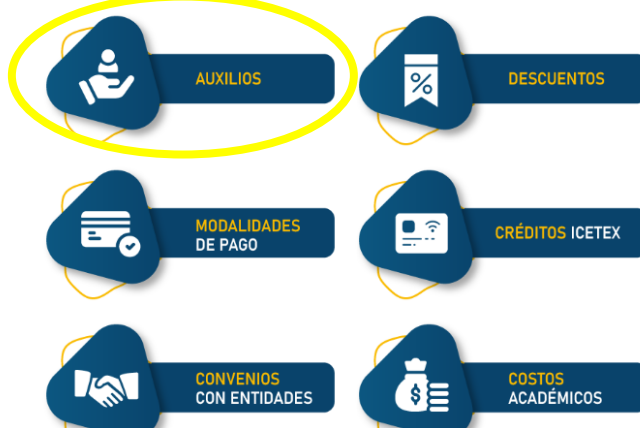 AUXILIOS
DESCUENTOS
MODALIDADES
DE PAGO
CRÉDITOS ICETEX
CONVENIOS
CON ENTIDADES
COSTOS
ACADÉMICOS